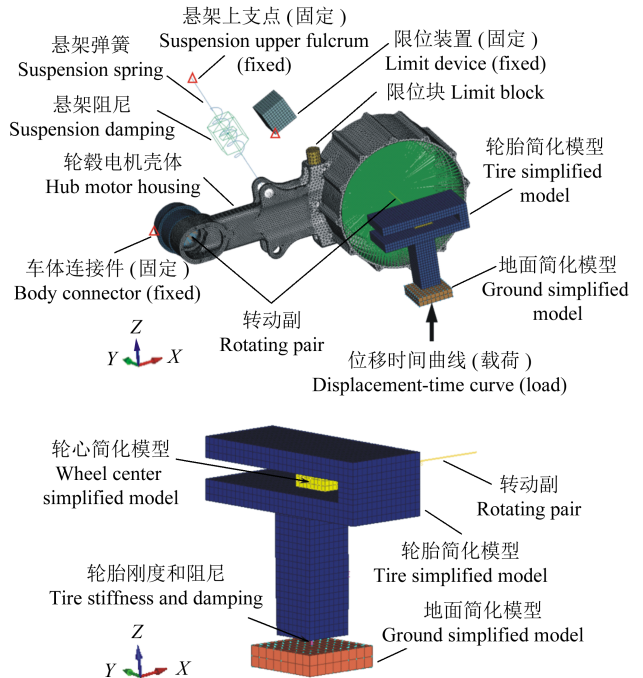 悬架上支点 (固定)
Suspension upper fulcrum
(fixed)
悬架弹簧
Suspension spring
限位装置 (固定)
Limit device (fixed)
悬架阻尼
Suspension damping
限位块 Limit block
轮毂电机壳体
Hub motor housing
轮胎简化模型
Tire simplified
model
车体连接件 (固定)
Body connector (fixed)
地面简化模型
Ground simplified
model
转动副
Rotating pair
位移时间曲线 (载荷)
Displacement-time curve (load)
Z
Y
X
轮心简化模型
Wheel center
simplified model
转动副
Rotating pair
轮胎简化模型
Tire simplified model
轮胎刚度和阻尼
Tire stiffness and damping
地面简化模型
Ground simplified model
Z
Y
X